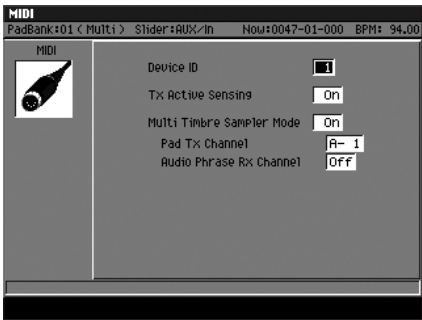 MIDI
PadBank:01(Multi) Slider:AUX/In Now:0047-01-000 BPM: 94.00
MIDI
Device ID 1
Tx Active Sensing On
Multi Timbre Sampler Mode On
Pad Tx Channel A- 1
Audio Phrase Rx Channel Off